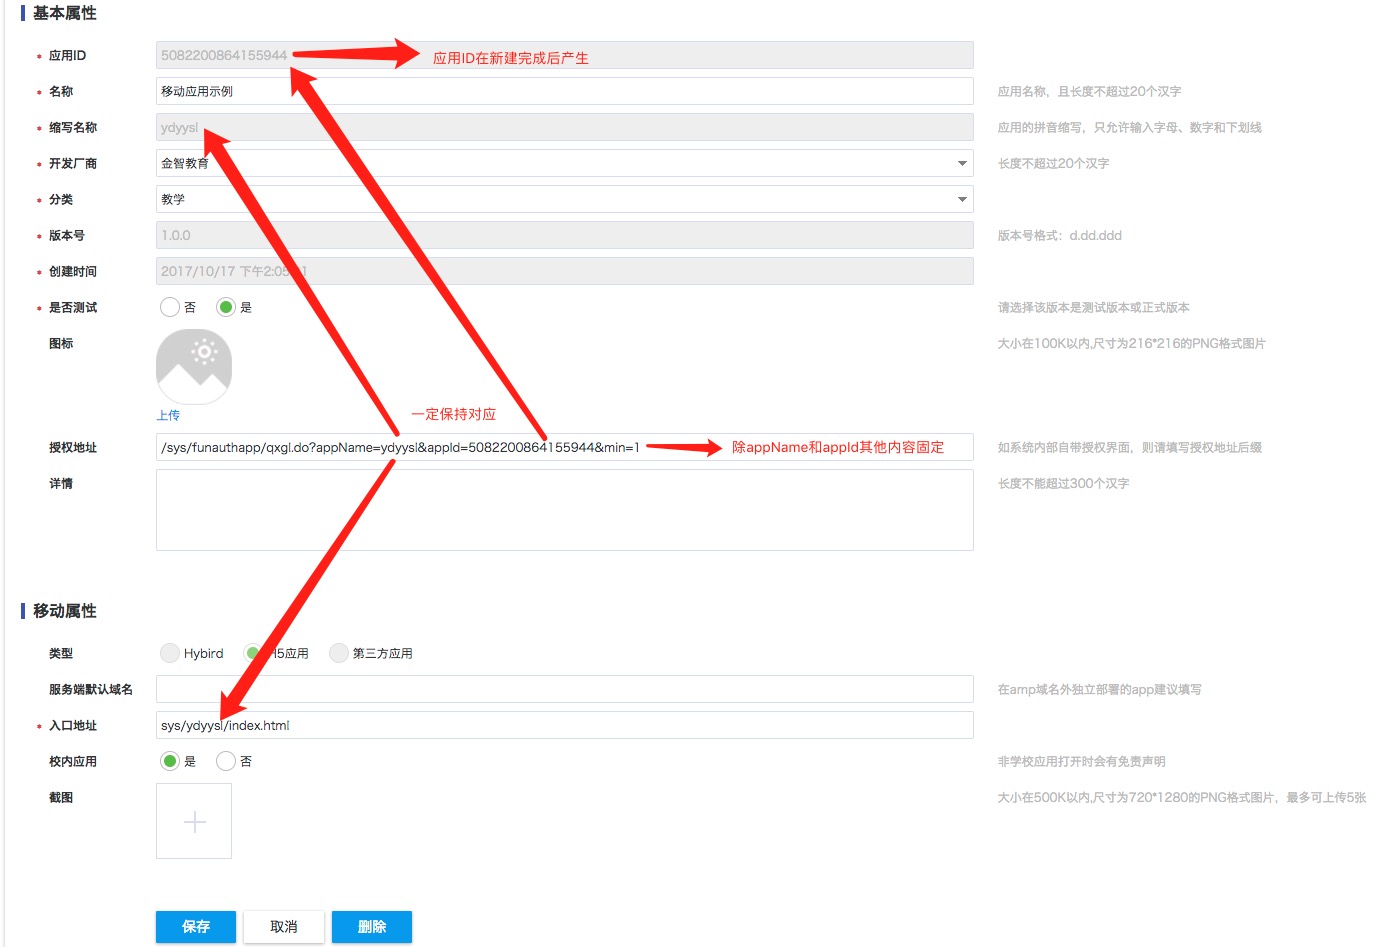 基本属性
* 应用ID 5082200864155944 应用ID在新建完成后产生
* 名称 移动应用示例 应用名称，且长度不超过20个汉字
* 缩写名称 ydyysl 应用的拼音缩写，只允许输入字母、数字和下划线
* 开发厂商 金智教育 长度不超过20个汉字
* 分类 教学
* 版本号 1.0.0 版本号格式：d.dd.ddd
* 创建时间 2017/10/17 下午2:05 1
* 是否测试 否 是 请选择该版本是测试版本或正式版本
图标 大小在100K以内,尺寸为216*216的PNG格式图片
上传
一定保持对应
授权地址 /sys/funauthapp/qxgl.do?appName=ydyysl&appId=5082200864155944&min=1 除appName和appId其他内容固定 如系统内部自带授权界面，则请填写授权地址后缀
详情 长度不能超过300个汉字
移动属性
类型 Hybird H5应用 第三方应用
服务端默认域名 在amp域名外独立部署的app建议填写
* 入口地址 sys/ydyysl/index.html
校内应用 是 否 非学校应用打开时会有免责声明
截图 大小在500K以内,尺寸为720*1280的PNG格式图片，最多可上传5张
保存 取消 删除